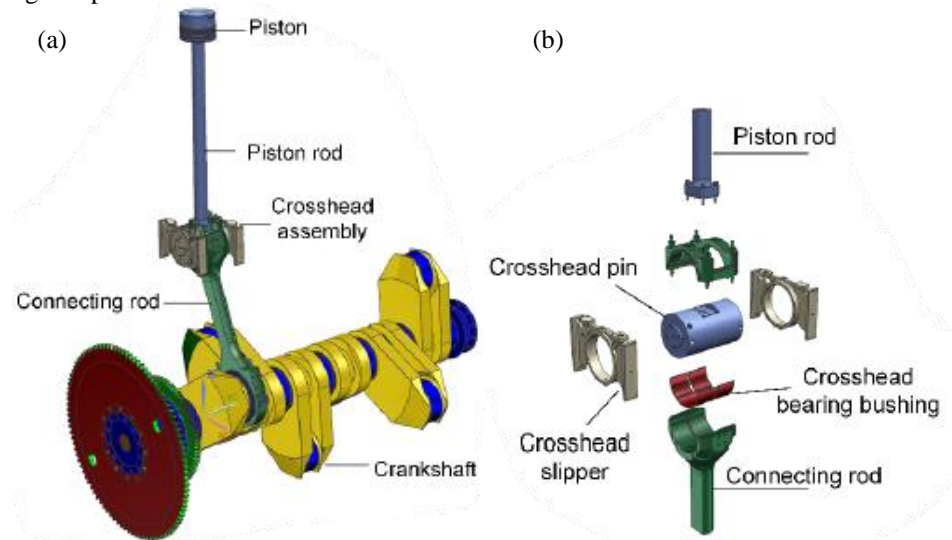 (a)
Piston
Piston rod
Crosshead
assembly
Connecting rod
Crankshaft
(b)
Piston rod
Crosshead pin
Crosshead
bearing bushing
Crosshead
slipper
Connecting rod